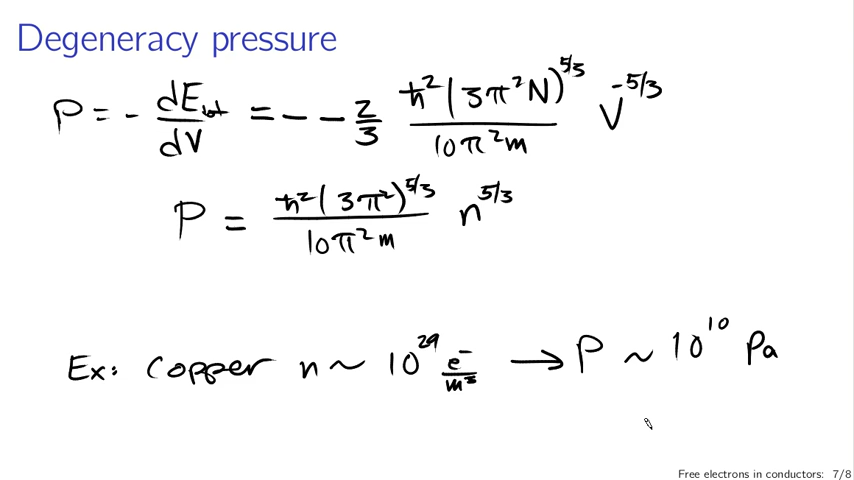 Degeneracy pressure
P = - dE_tot/dV = - - 2/3 ħ²(3π²N)^5/3 / 10π²m V^-5/3
P = ħ²(3π²)^5/3 / 10π²m n^5/3
Ex: Copper n ~ 10^29 e⁻/m³ → P ~ 10^10 Pa
Free electrons in conductors: 7/8